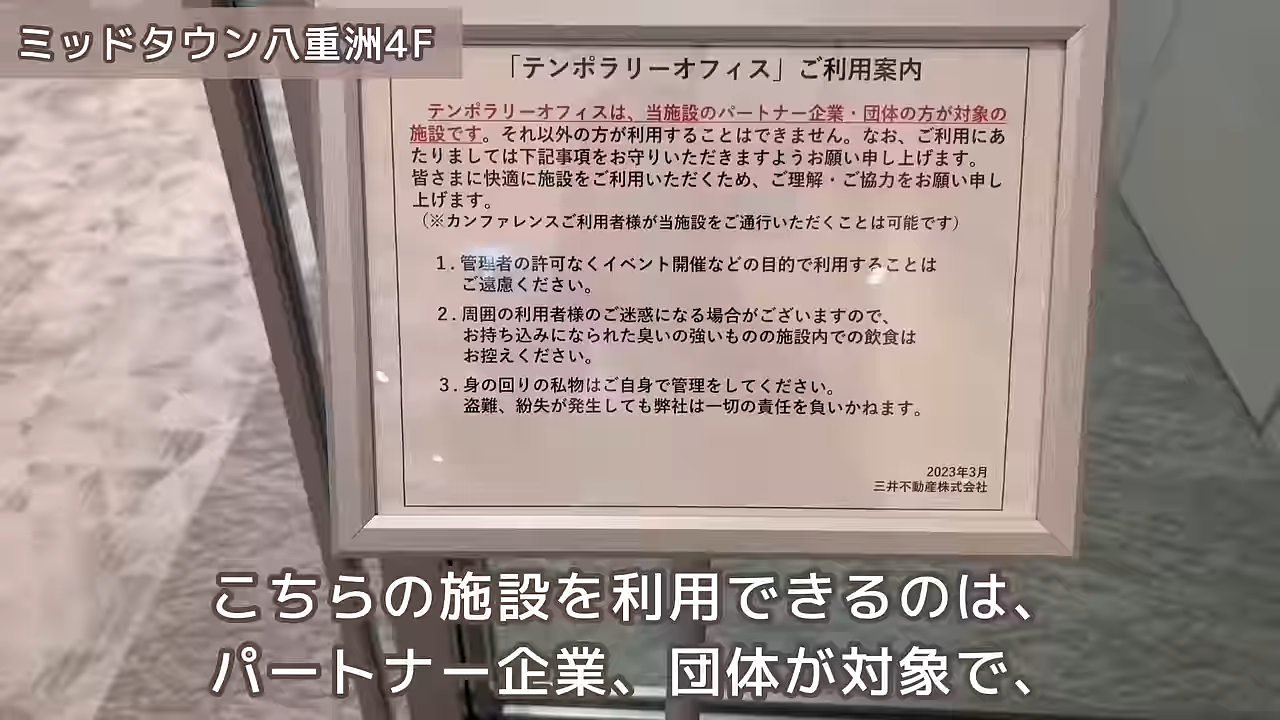 ミッドタウン八重洲4F
「テンポラリーオフィス」ご利用案内
テンポラリーオフィスは、当施設のパートナー企業・団体の方が対象の
施設です。それ以外の方が利用することはできません。なお、ご利用にあ
たりましては下記事項をお守りいただきますようお願い申し上げます。
皆さまに快適に施設をご利用いただくため、ご理解・ご協力をお願い申し
上げます。
（※カンファレンスご利用者様が当施設をご通行いただくことは可能です）
1．管理者の許可なくイベント開催などの目的で利用することは
ご遠慮ください。
2．周囲の利用者様のご迷惑になる場合がございますので、
お持ち込みになられた臭いの強いものの施設内での飲食は
お控えください。
3．身の回りの私物はご自身で管理をしてください。
盗難、紛失が発生しても弊社は一切の責任を負いかねます。
2023年3月
三井不動産株式会社
こちらの施設を利用できるのは、
パートナー企業、団体が対象で、